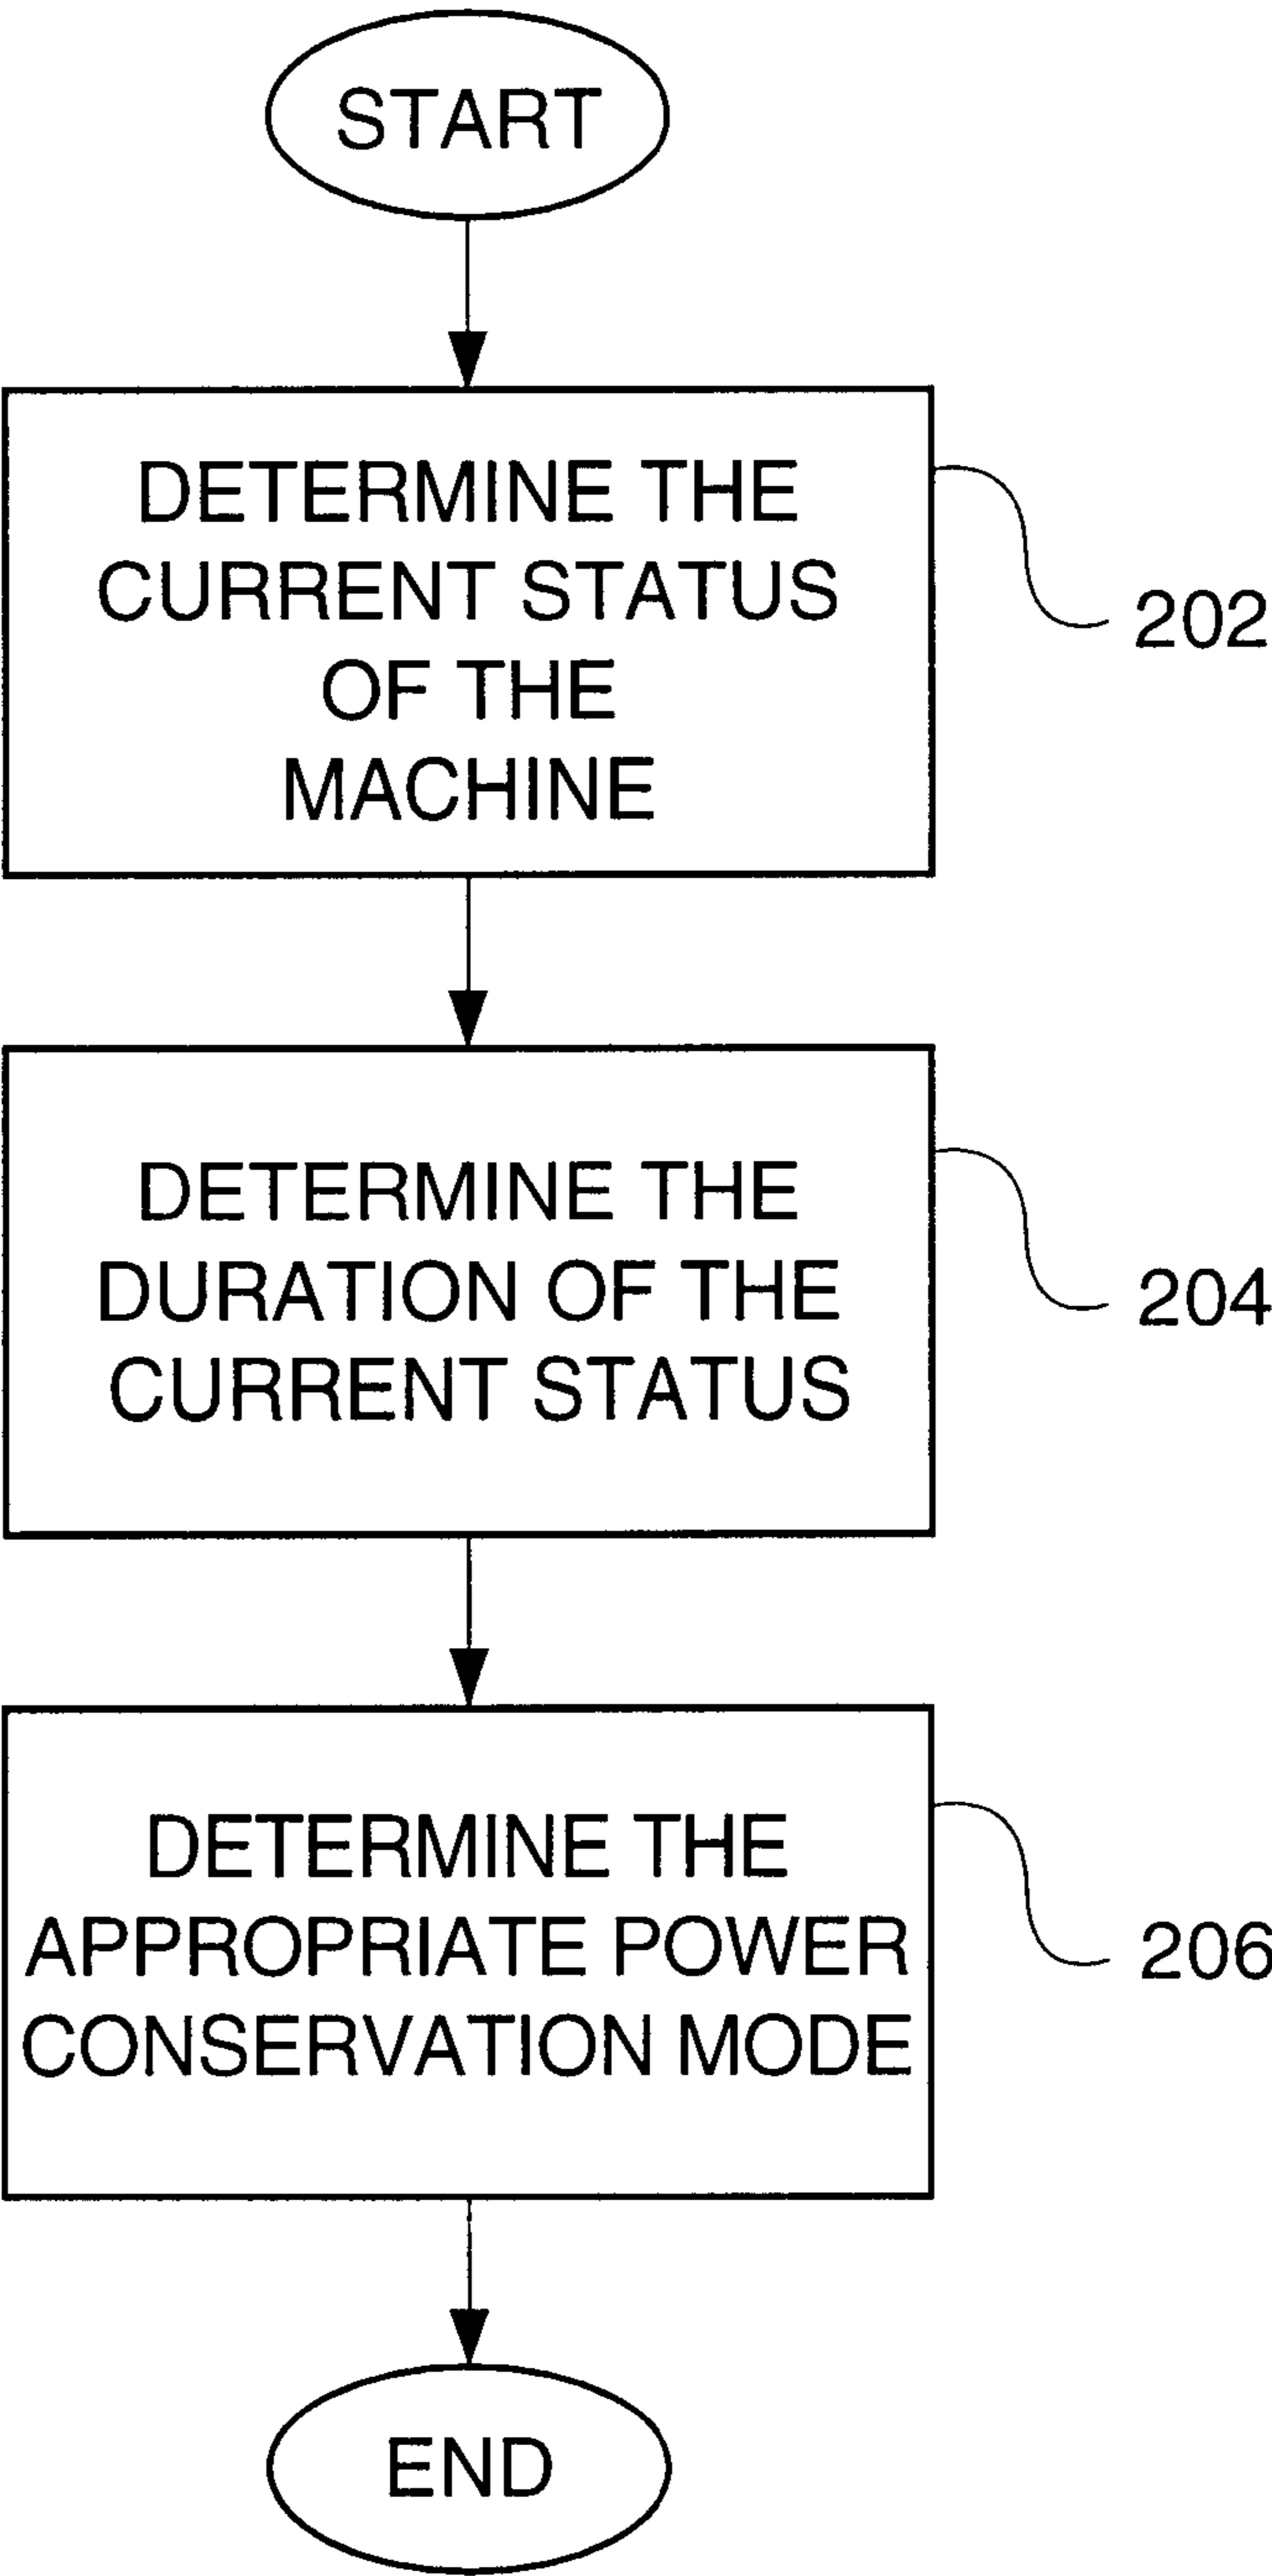 START
DETERMINE THE
CURRENT STATUS
OF THE
MACHINE
202
DETERMINE THE
DURATION OF THE
CURRENT STATUS
204
DETERMINE THE
APPROPRIATE POWER
CONSERVATION MODE
206
END